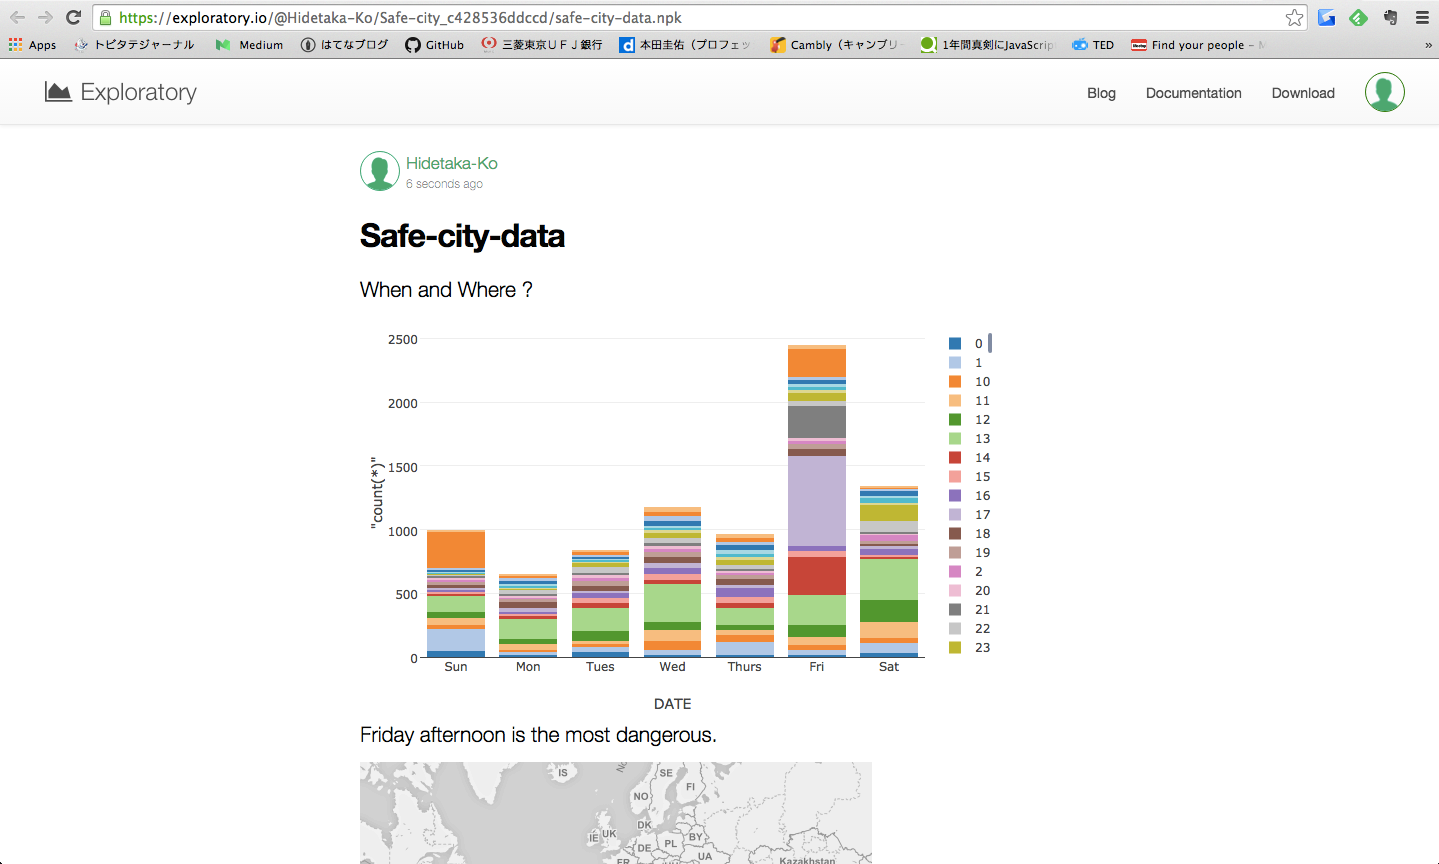 https://exploratory.io/@Hidetaka-Ko/Safe-city_c428536ddccd/safe-city-data.npk
Apps トビタテジャーナル Medium はてなブログ GitHub 三菱東京ＵＦＪ銀行 本田圭佑（プロフェッ Cambly（キャンブリー 1年間真剣にJavaScrip TED Find your people – M »
Exploratory
Blog Documentation Download
Hidetaka-Ko
6 seconds ago
Safe-city-data
When and Where ?
2500
2000
1500
1000
500
0
"count(*)"
Sun Mon Tues Wed Thurs Fri Sat
DATE
0
1
10
11
12
13
14
15
16
17
18
19
2
20
21
22
23
Friday afternoon is the most dangerous.
IS
SE
FI
NO
DK
IE UK
BY
PL
DE
UA
FR
Kazakhstan